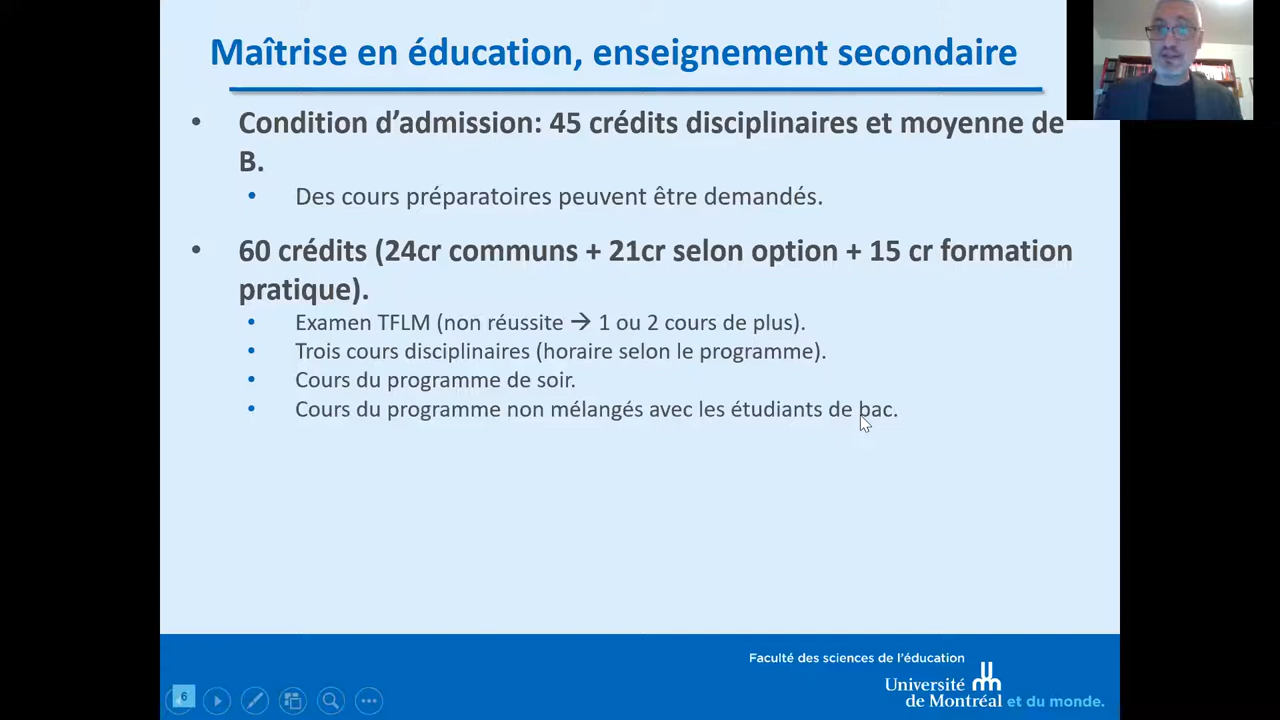 Maîtrise en éducation, enseignement secondaire
• Condition d’admission: 45 crédits disciplinaires et moyenne de
B.
• Des cours préparatoires peuvent être demandés.
• 60 crédits (24cr communs + 21cr selon option + 15 cr formation
pratique).
• Examen TFLM (non réussite → 1 ou 2 cours de plus).
• Trois cours disciplinaires (horaire selon le programme).
• Cours du programme de soir.
• Cours du programme non mélangés avec les étudiants de bac.
Faculté des sciences de l’éducation
Université
de Montréal et du monde.
6